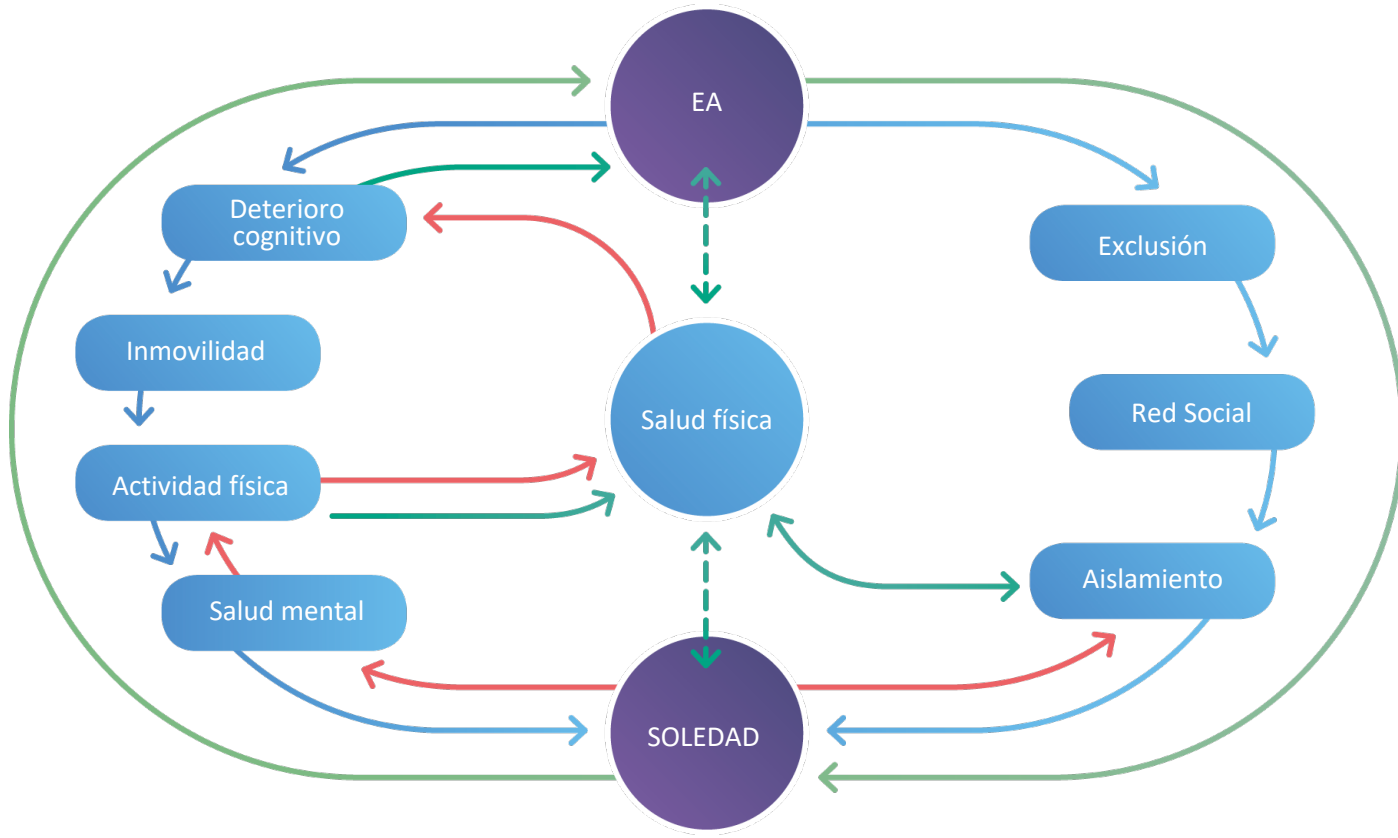 EA
Deterioro
cognitivo
Exclusión
Inmovilidad
Red Social
Salud física
Actividad física
Aislamiento
Salud mental
SOLEDAD